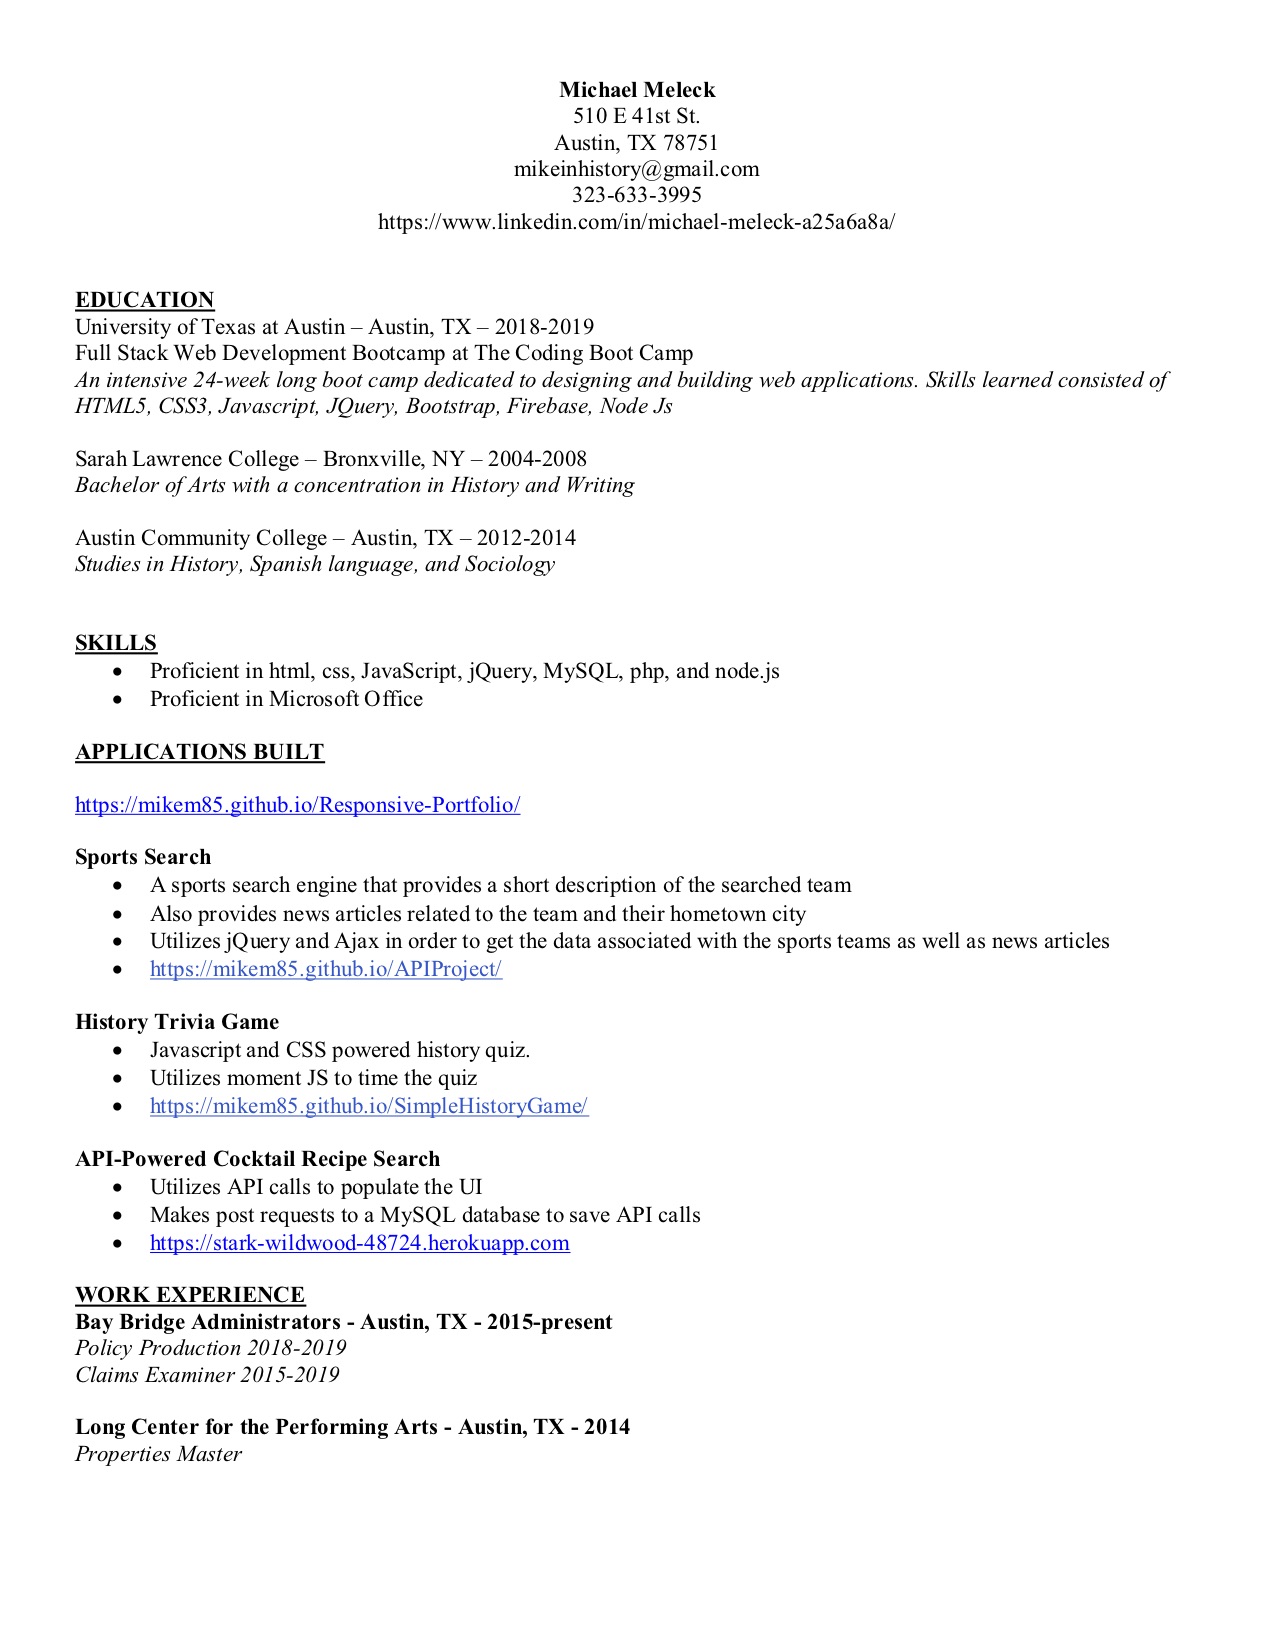 Michael Meleck
510 E 41st St.
Austin, TX 78751
mikeinhistory@gmail.com
323-633-3995
https://www.linkedin.com/in/michael-meleck-a25a6a8a/
EDUCATION
University of Texas at Austin – Austin, TX – 2018-2019
Full Stack Web Development Bootcamp at The Coding Boot Camp
An intensive 24-week long boot camp dedicated to designing and building web applications. Skills learned consisted of
HTML5, CSS3, Javascript, JQuery, Bootstrap, Firebase, Node Js
Sarah Lawrence College – Bronxville, NY – 2004-2008
Bachelor of Arts with a concentration in History and Writing
Austin Community College – Austin, TX – 2012-2014
Studies in History, Spanish language, and Sociology
SKILLS
• Proficient in html, css, JavaScript, jQuery, MySQL, php, and node.js
• Proficient in Microsoft Office
APPLICATIONS BUILT
https://mikem85.github.io/Responsive-Portfolio/
Sports Search
• A sports search engine that provides a short description of the searched team
• Also provides news articles related to the team and their hometown city
• Utilizes jQuery and Ajax in order to get the data associated with the sports teams as well as news articles
• https://mikem85.github.io/APIProject/
History Trivia Game
• Javascript and CSS powered history quiz.
• Utilizes moment JS to time the quiz
• https://mikem85.github.io/SimpleHistoryGame/
API-Powered Cocktail Recipe Search
• Utilizes API calls to populate the UI
• Makes post requests to a MySQL database to save API calls
• https://stark-wildwood-48724.herokuapp.com
WORK EXPERIENCE
Bay Bridge Administrators - Austin, TX - 2015-present
Policy Production 2018-2019
Claims Examiner 2015-2019
Long Center for the Performing Arts - Austin, TX - 2014
Properties Master